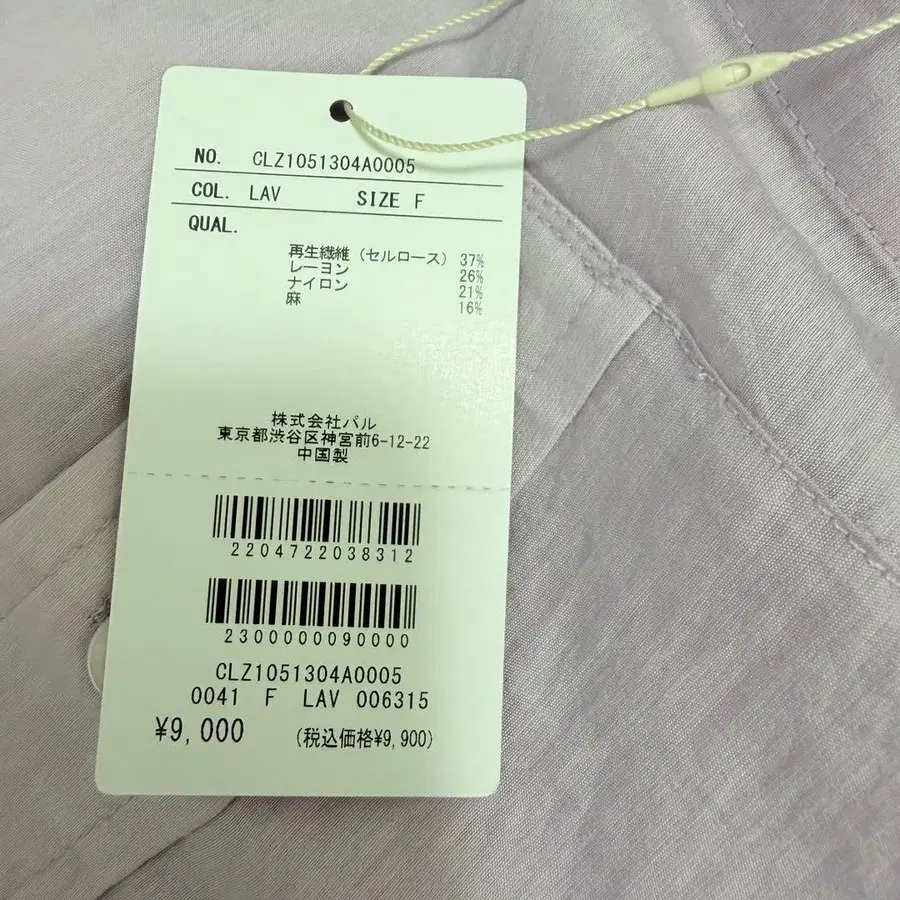 NO. CLZ1051304A0005
COL. LAV SIZE F
QUAL.
再生繊維（セルロース） 37%
レーヨン 26%
ナイロン 21%
麻 16%
株式会社パル
東京都渋谷区神宮前6-12-22
中国製
2204722038312
2300000090000
CLZ1051304A0005
0041 F LAV 006315
¥9,000 (税込価格¥9,900)